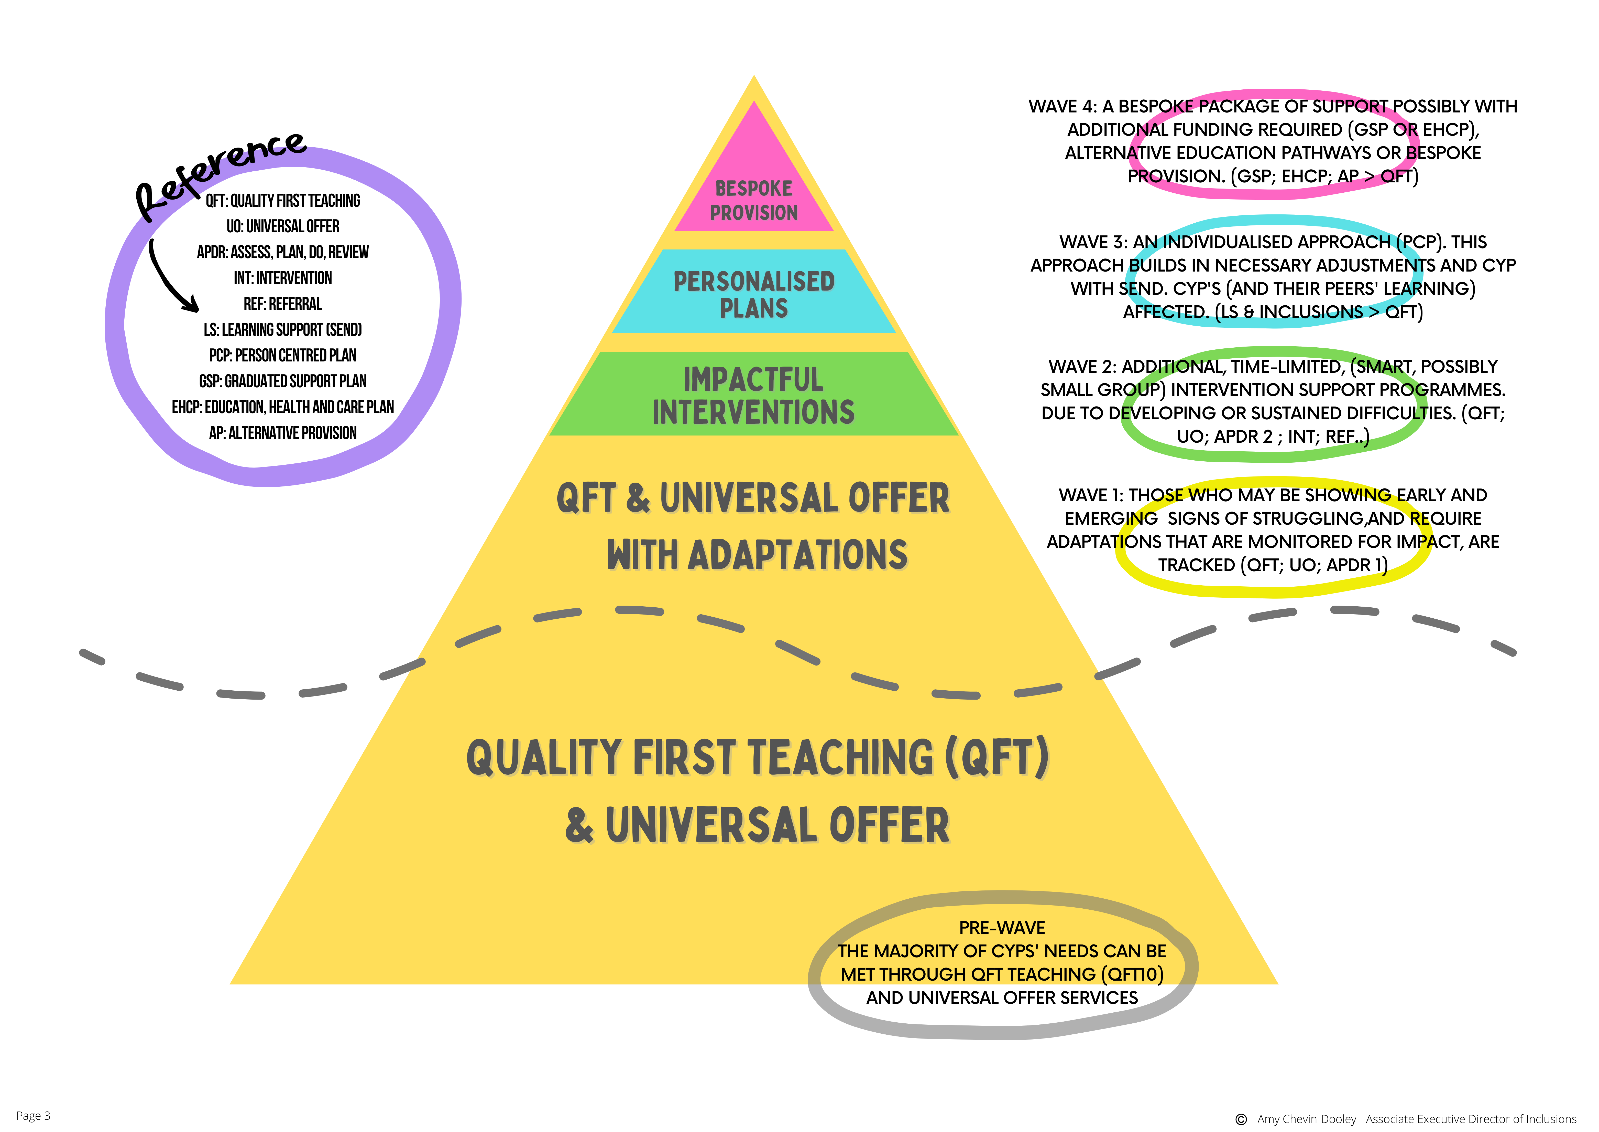 Reference
QFT: QUALITY FIRST TEACHING
UO: UNIVERSAL OFFER
APDR: ASSESS, PLAN, DO, REVIEW
INT: INTERVENTION
REF: REFERRAL
LS: LEARNING SUPPORT (SEND)
PCP: PERSON CENTRED PLAN
GSP: GRADUATED SUPPORT PLAN
EHCP: EDUCATION, HEALTH AND CARE PLAN
AP: ALTERNATIVE PROVISION
BESPOKE
PROVISION
PERSONALISED
PLANS
IMPACTFUL
INTERVENTIONS
QFT & UNIVERSAL OFFER
WITH ADAPTATIONS
QUALITY FIRST TEACHING (QFT)
& UNIVERSAL OFFER
WAVE 4: A BESPOKE PACKAGE OF SUPPORT POSSIBLY WITH
ADDITIONAL FUNDING REQUIRED (GSP OR EHCP),
ALTERNATIVE EDUCATION PATHWAYS OR BESPOKE
PROVISION. (GSP; EHCP; AP > QFT)
WAVE 3: AN INDIVIDUALISED APPROACH (PCP). THIS
APPROACH BUILDS IN NECESSARY ADJUSTMENTS AND CYP
WITH SEND. CYP'S (AND THEIR PEERS' LEARNING)
AFFECTED. (LS & INCLUSIONS > QFT)
WAVE 2: ADDITIONAL, TIME-LIMITED, (SMART, POSSIBLY
SMALL GROUP) INTERVENTION SUPPORT PROGRAMMES.
DUE TO DEVELOPING OR SUSTAINED DIFFICULTIES. (QFT;
UO; APDR 2 ; INT; REF..)
WAVE 1: THOSE WHO MAY BE SHOWING EARLY AND
EMERGING SIGNS OF STRUGGLING,AND REQUIRE
ADAPTATIONS THAT ARE MONITORED FOR IMPACT, ARE
TRACKED (QFT; UO; APDR 1)
PRE-WAVE
THE MAJORITY OF CYPS' NEEDS CAN BE
MET THROUGH QFT TEACHING (QFT10)
AND UNIVERSAL OFFER SERVICES
Page 3
© Amy Chevin Dooley Associate Executive Director of Inclusions